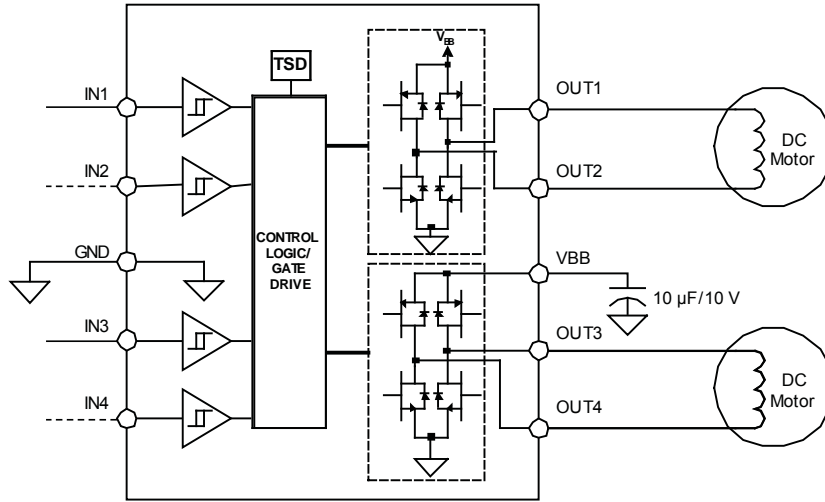 VBB
TSD
IN1
OUT1
DC
Motor
IN2
OUT2
CONTROL
LOGIC/
GATE
DRIVE
GND
VBB
10 µF/10 V
IN3
OUT3
DC
Motor
IN4
OUT4